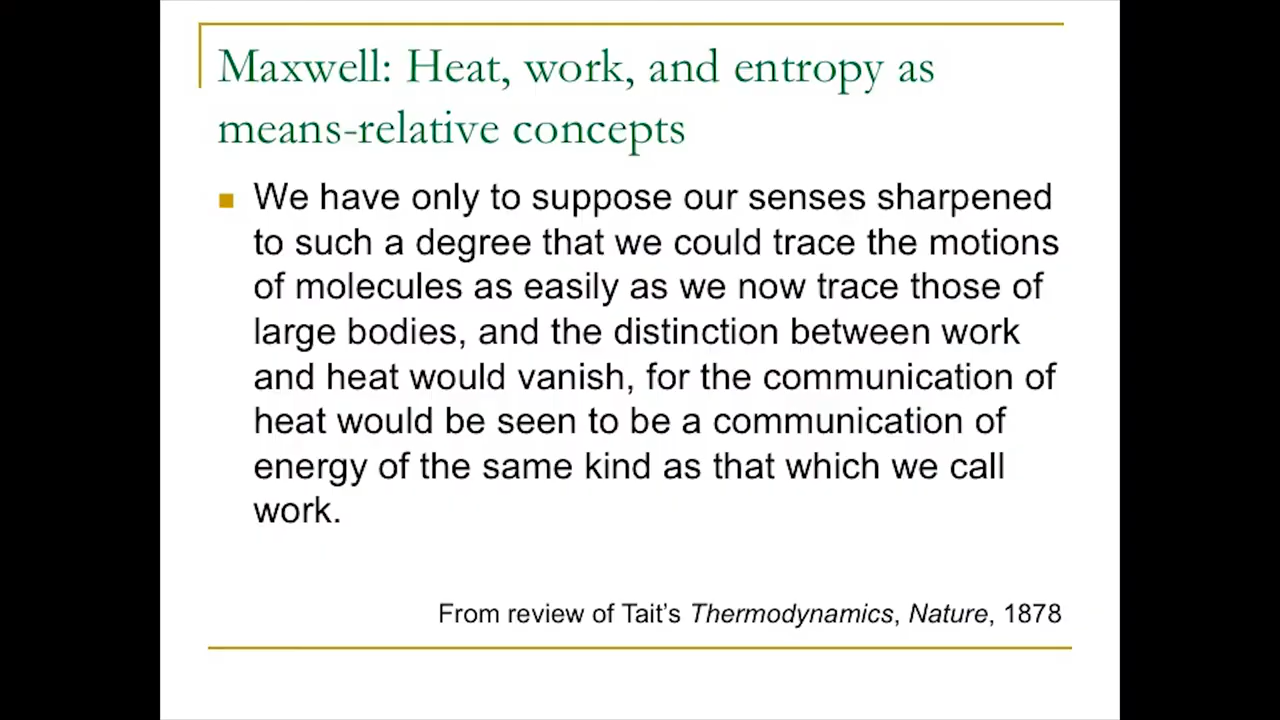 Maxwell: Heat, work, and entropy as
means-relative concepts
We have only to suppose our senses sharpened
to such a degree that we could trace the motions
of molecules as easily as we now trace those of
large bodies, and the distinction between work
and heat would vanish, for the communication of
heat would be seen to be a communication of
energy of the same kind as that which we call
work.
From review of Tait's Thermodynamics, Nature, 1878